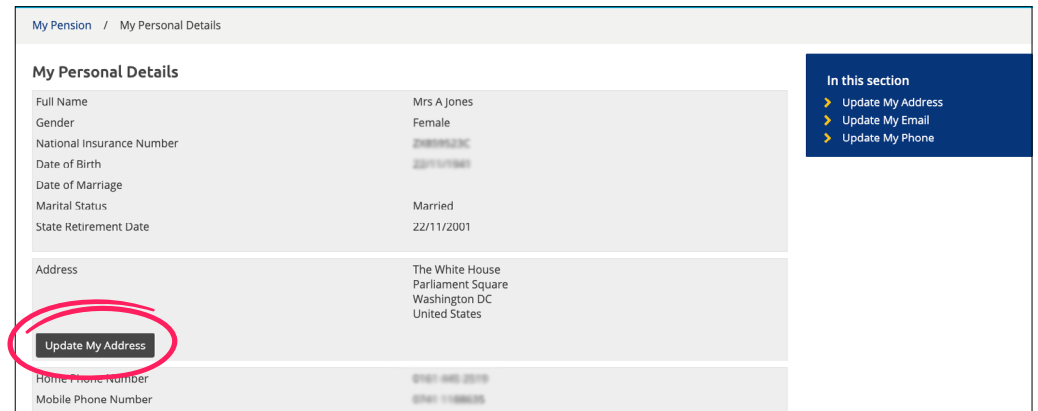 My Pension / My Personal Details
My Personal Details
Full Name Mrs A Jones
Gender Female
National Insurance Number
Date of Birth
Date of Marriage
Marital Status Married
State Retirement Date 22/11/2001
Address The White House
Parliament Square
Washington DC
United States
Update My Address
Home Phone Number
Mobile Phone Number
In this section
Update My Address
Update My Email
Update My Phone